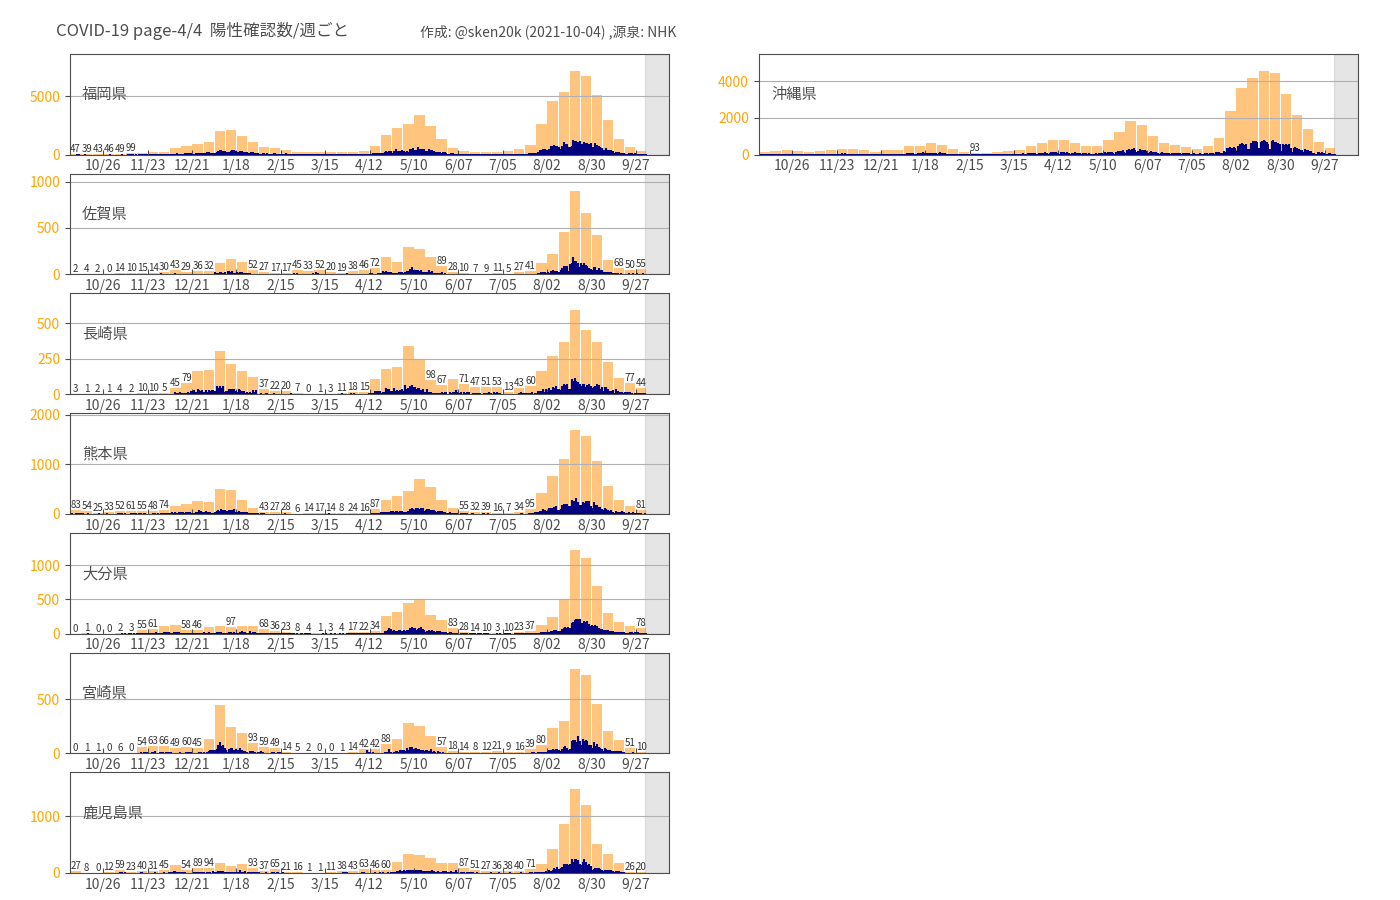 COVID-19 page-4/4 陽性確認数/週ごと
作成: @sken20k (2021-10-04) ,源泉: NHK
福岡県
5000
0
47 39 43 46 49 99
10/26 11/23 12/21 1/18 2/15 3/15 4/12 5/10 6/07 7/05 8/02 8/30 9/27
沖縄県
4000
2000
0
93
10/26 11/23 12/21 1/18 2/15 3/15 4/12 5/10 6/07 7/05 8/02 8/30 9/27
佐賀県
1000
500
0
2 4 2 0 14 10 15 14 30 43 29 36 32 52 27 17 17 45 33 52 20 19 38 46 72 89 28 10 7 9 11 5 27 41 68 50 55
10/26 11/23 12/21 1/18 2/15 3/15 4/12 5/10 6/07 7/05 8/02 8/30 9/27
長崎県
500
250
0
3 1 2 1 4 2 10 10 5 45 79 37 22 20 7 0 1 3 11 18 15 98 67 71 47 51 53 13 43 60 77 44
10/26 11/23 12/21 1/18 2/15 3/15 4/12 5/10 6/07 7/05 8/02 8/30 9/27
熊本県
2000
1000
0
83 54 25 33 52 61 55 48 74 43 27 28 6 14 17 14 8 24 16 87 55 32 39 16 7 34 95 81
10/26 11/23 12/21 1/18 2/15 3/15 4/12 5/10 6/07 7/05 8/02 8/30 9/27
大分県
1000
500
0
0 1 0 0 2 3 55 61 58 46 97 68 36 23 8 4 1 3 4 17 22 34 83 28 14 10 3 10 23 37 78
10/26 11/23 12/21 1/18 2/15 3/15 4/12 5/10 6/07 7/05 8/02 8/30 9/27
宮崎県
500
0
0 1 1 0 6 0 54 63 66 49 60 45 93 59 49 14 5 2 0 0 1 14 42 42 88 57 18 14 8 12 21 9 16 39 80 51 10
10/26 11/23 12/21 1/18 2/15 3/15 4/12 5/10 6/07 7/05 8/02 8/30 9/27
鹿児島県
1000
0
27 8 0 12 59 23 40 31 45 54 89 94 93 37 65 21 16 1 1 11 38 43 63 46 60 87 51 27 36 38 40 71 26 20
10/26 11/23 12/21 1/18 2/15 3/15 4/12 5/10 6/07 7/05 8/02 8/30 9/27